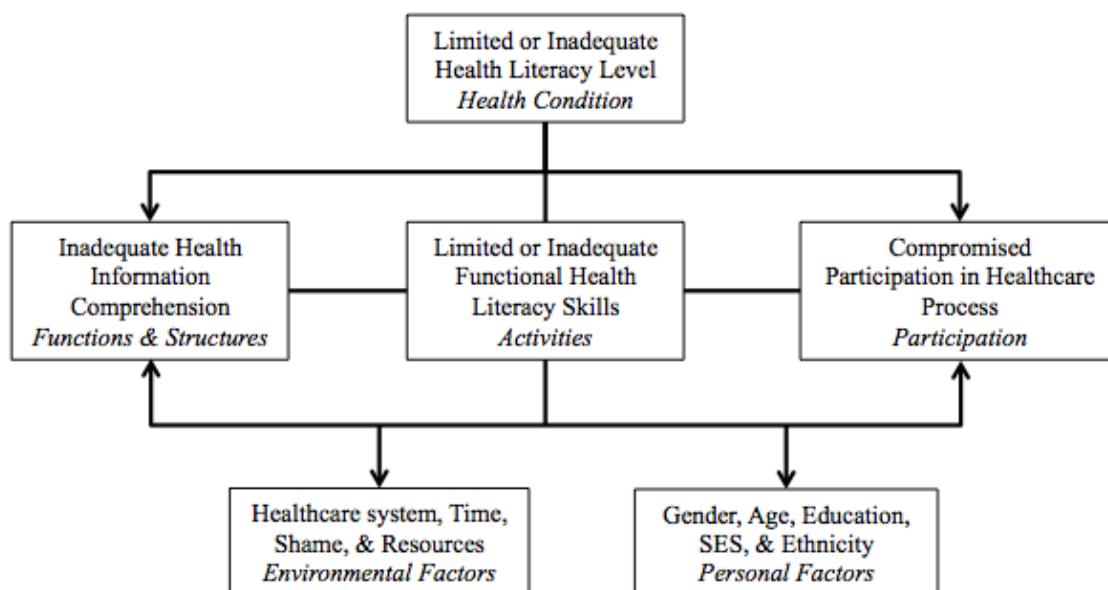 Limited or Inadequate
Health Literacy Level
Health Condition
Inadequate Health
Information
Comprehension
Functions & Structures
Limited or Inadequate
Functional Health
Literacy Skills
Activities
Compromised
Participation in Healthcare
Process
Participation
Healthcare system, Time,
Shame, & Resources
Environmental Factors
Gender, Age, Education,
SES, & Ethnicity
Personal Factors